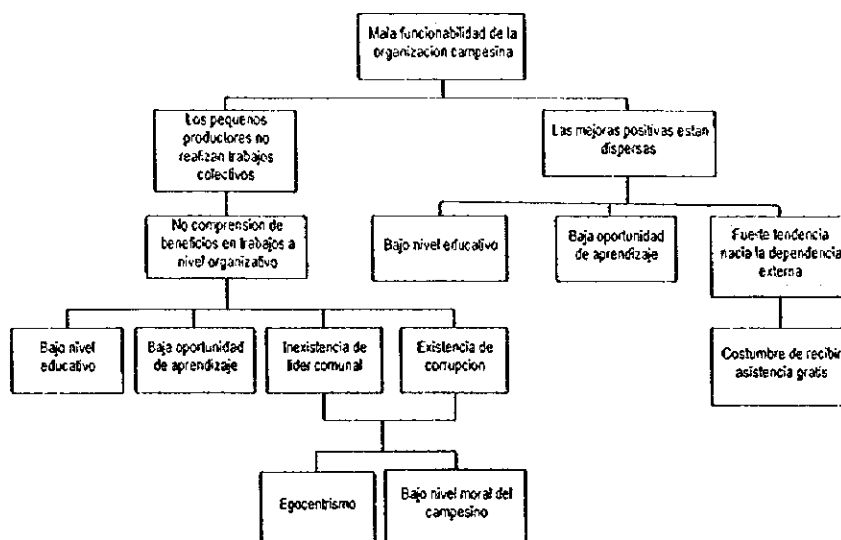 Mala funcionabilidad de la
organizacion campesina
Los pequenos
productores no
realizan trabajos
colectivos
Las mejoras positivas estan
dispersas
No comprension de
beneficios en trabajos a
nivel organizativo
Bajo nivel educativo
Baja oportunidad
de aprendizaje
Fuerte tendencia
hacia la dependencia
externa
Bajo nivel
educativo
Baja oportunidad
de aprendizaje
Inexistencia de
lider comunal
Existencia de
corrupcion
Costumbre de recibir
asistencia gratis
Egocentrismo
Bajo nivel moral del
campesino